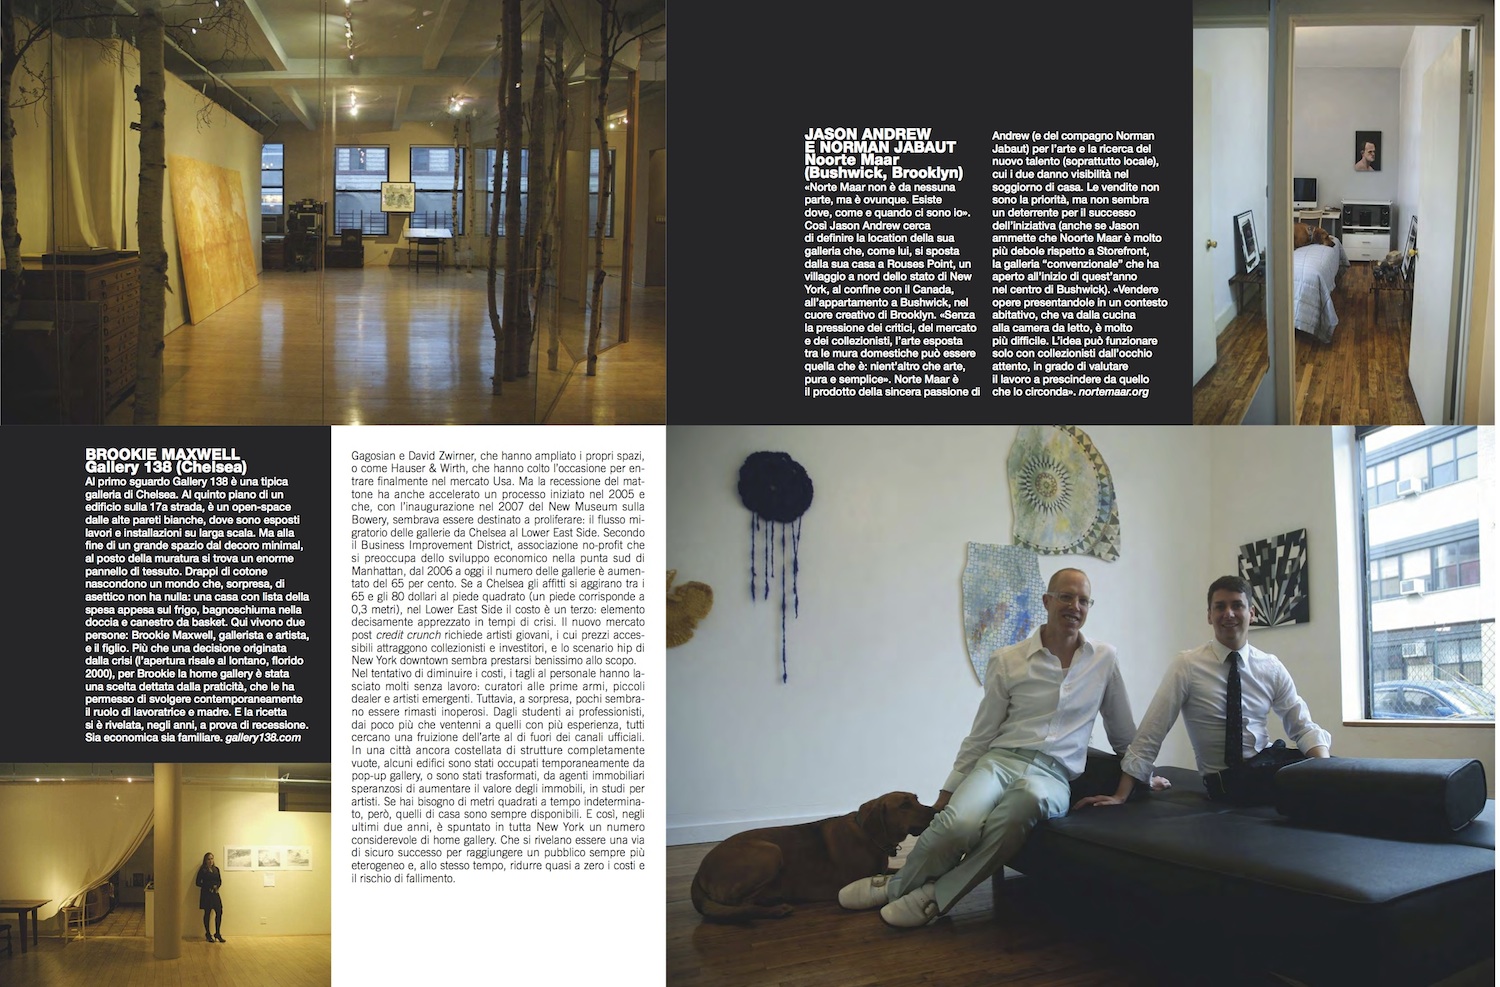 JASON ANDREW
E NORMAN JABAUT
Noorte Maar
(Bushwick, Brooklyn)
«Norte Maar non è da nessuna
parte, ma è ovunque. Esiste
dove, come e quando ci sono io».
Così Jason Andrew cerca
di definire la location della sua
galleria che, come lui, si sposta
dalla sua casa a Rouses Point, un
villaggio a nord dello stato di New
York, al confine con il Canada,
all'appartamento a Bushwick, nel
cuore creativo di Brooklyn. «Senza
la pressione dei critici, del mercato
e dei collezionisti, l'arte esposta
tra le mura domestiche può essere
quella che è: nient'altro che arte,
pura e semplice». Norte Maar è
il prodotto della sincera passione di
Andrew (e del compagno Norman
Jabaut) per l'arte e la ricerca del
nuovo talento (soprattutto locale),
cui i due danno visibilità nel
soggiorno di casa. Le vendite non
sono la priorità, ma non sembra
un deterrente per il successo
dell'iniziativa (anche se Jason
ammette che Noorte Maar è molto
più debole rispetto a Storefront,
la galleria "convenzionale" che ha
aperto all'inizio di quest'anno
nel centro di Bushwick). «Vendere
opere presentandole in un contesto
abitativo, che va dalla cucina
alla camera da letto, è molto
più difficile. L'idea può funzionare
solo con collezionisti dall'occhio
attento, in grado di valutare
il lavoro a prescindere da quello
che lo circonda». nortemaar.org
BROOKIE MAXWELL
Gallery 138 (Chelsea)
Al primo sguardo Gallery 138 è una tipica
galleria di Chelsea. Al quinto piano di un
edificio sulla 17a strada, è un open-space
dalle alte pareti bianche, dove sono esposti
lavori e installazioni su larga scala. Ma alla
fine di un grande spazio dal decoro minimal,
al posto della muratura si trova un enorme
pannello di tessuto. Drappi di cotone
nascondono un mondo che, sorpresa, di
asettico non ha nulla: una casa con lista della
spesa appesa sul frigo, bagnoschiuma nella
doccia e canestro da basket. Qui vivono due
persone: Brookie Maxwell, gallerista e artista,
e il figlio. Più che una decisione originata
dalla crisi (l'apertura risale al lontano, florido
2000), per Brookie la home gallery è stata
una scelta dettata dalla praticità, che le ha
permesso di svolgere contemporaneamente
il ruolo di lavoratrice e madre. E la ricetta
si è rivelata, negli anni, a prova di recessione.
Sia economica sia familiare. gallery138.com
Gagosian e David Zwirner, che hanno ampliato i propri spazi,
o come Hauser & Wirth, che hanno colto l'occasione per en-
trare finalmente nel mercato Usa. Ma la recessione del mat-
tone ha anche accelerato un processo iniziato nel 2005 e
che, con l'inaugurazione nel 2007 del New Museum sulla
Bowery, sembrava essere destinato a proliferare: il flusso mi-
gratorio delle gallerie da Chelsea al Lower East Side. Secondo
il Business Improvement District, associazione no-profit che
si preoccupa dello sviluppo economico nella punta sud di
Manhattan, dal 2006 a oggi il numero delle gallerie è aumen-
tato del 65 per cento. Se a Chelsea gli affitti si aggirano tra i
65 e gli 80 dollari al piede quadrato (un piede corrisponde a
0,3 metri), nel Lower East Side il costo è un terzo: elemento
decisamente apprezzato in tempi di crisi. Il nuovo mercato
post credit crunch richiede artisti giovani, i cui prezzi acces-
sibili attraggono collezionisti e investitori, e lo scenario hip di
New York downtown sembra prestarsi benissimo allo scopo.
Nel tentativo di diminuire i costi, i tagli al personale hanno la-
sciato molti senza lavoro: curatori alle prime armi, piccoli
dealer e artisti emergenti. Tuttavia, a sorpresa, pochi sembra-
no essere rimasti inoperosi. Dagli studenti ai professionisti,
dai poco più che ventenni a quelli con più esperienza, tutti
cercano una fruizione dell'arte al di fuori dei canali ufficiali.
In una città ancora costellata di strutture completamente
vuote, alcuni edifici sono stati occupati temporaneamente da
pop-up gallery, o sono stati trasformati, da agenti immobiliari
speranzosi di aumentare il valore degli immobili, in studi per
artisti. Se hai bisogno di metri quadrati a tempo indetermina-
to, però, quelli di casa sono sempre disponibili. E così, negli
ultimi due anni, è spuntato in tutta New York un numero
considerevole di home gallery. Che si rivelano essere una via
di sicuro successo per raggiungere un pubblico sempre più
eterogeneo e, allo stesso tempo, ridurre quasi a zero i costi e
il rischio di fallimento.